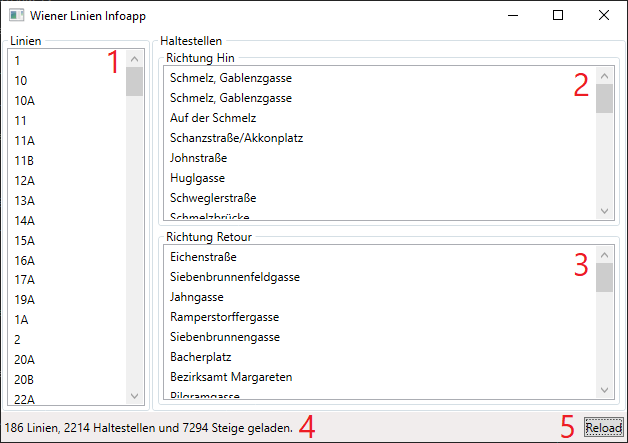 Wiener Linien Infoapp
Linien
1
1
10
10A
11
11A
11B
12A
13A
14A
15A
16A
17A
19A
1A
2
20A
20B
22A
Haltestellen
Richtung Hin
2
Schmelz, Gablenzgasse
Schmelz, Gablenzgasse
Auf der Schmelz
Schanzstraße/Akkonplatz
Johnstraße
Huglgasse
Schweglerstraße
Schmelzbrücke
Richtung Retour
3
Eichenstraße
Siebenbrunnenfeldgasse
Jahngasse
Ramperstorffergasse
Siebenbrunnengasse
Bacherplatz
Bezirksamt Margareten
Pilgramgasse
186 Linien, 2214 Haltestellen und 7294 Steige geladen. 4
5 Reload